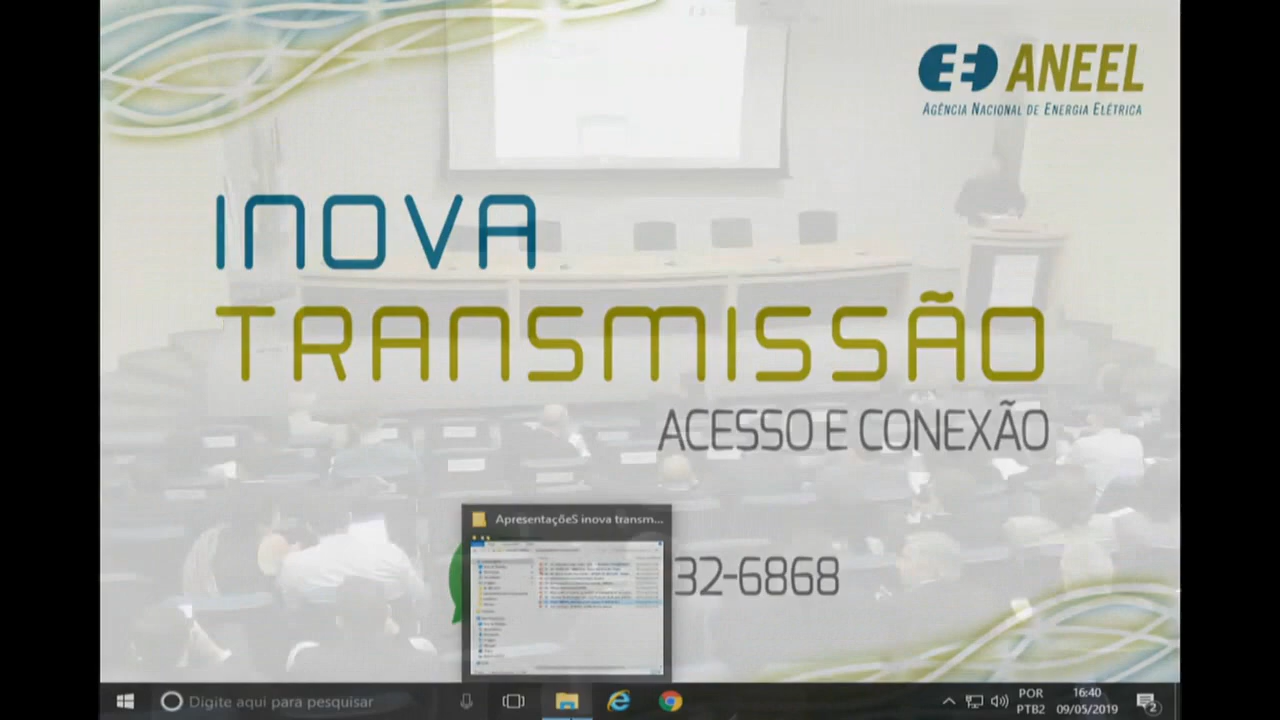 ANEEL
AGÊNCIA NACIONAL DE ENERGIA ELÉTRICA
INOVA
TRANSMISSÃO
ACESSO E CONEXÃO
ApresentaçõeS inova transm...
32-6868
Digite aqui para pesquisar
POR
PTB2
16:40
09/05/2019
2